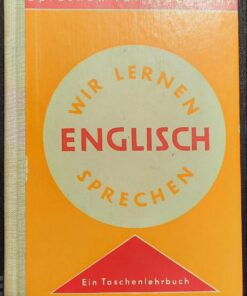 WIR LERNEN
ENGLISCH
SPRECHEN
Ein Taschenlehrbuch